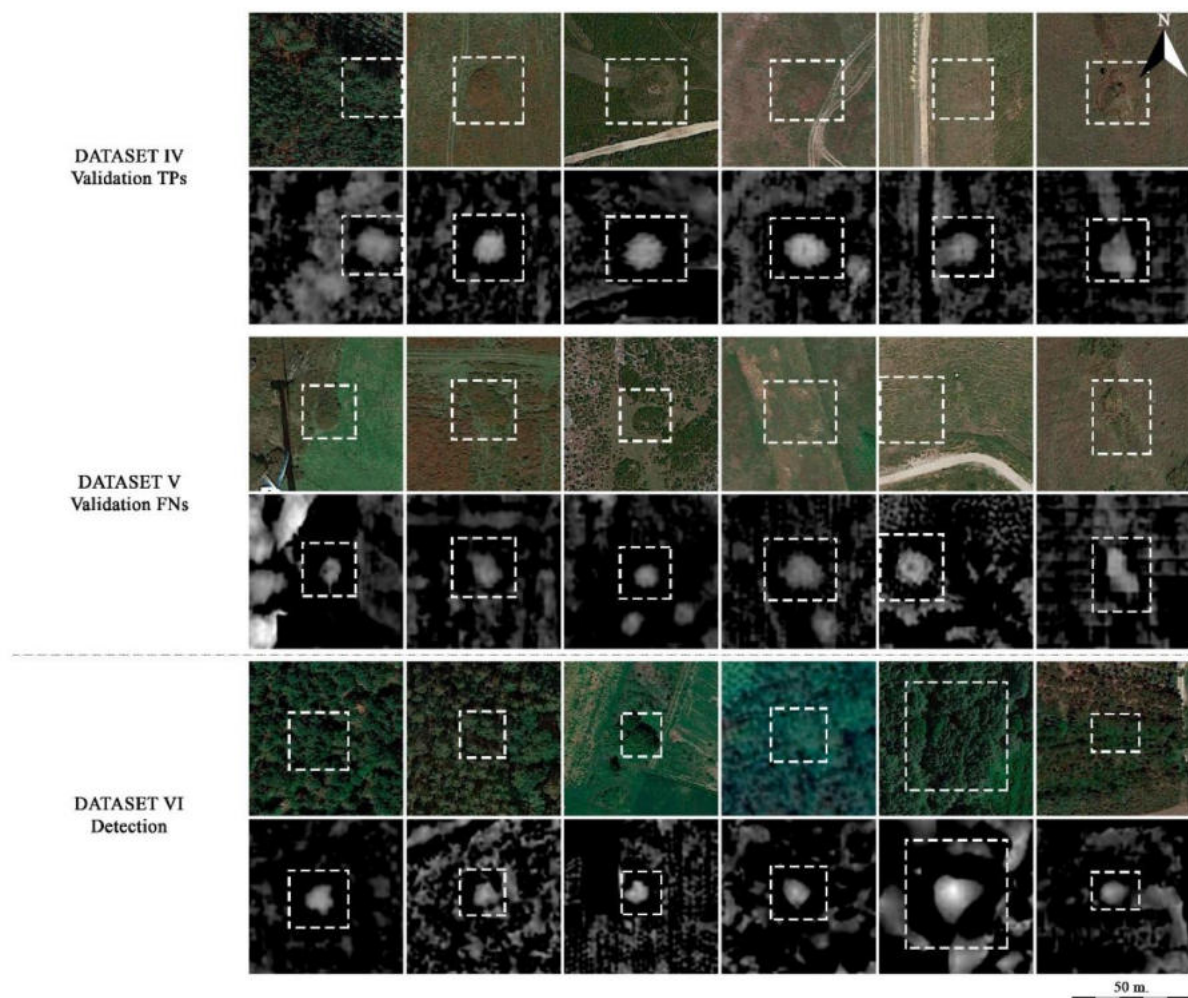 N
DATASET IV
Validation TPs
DATASET V
Validation FNs
DATASET VI
Detection
50 m.